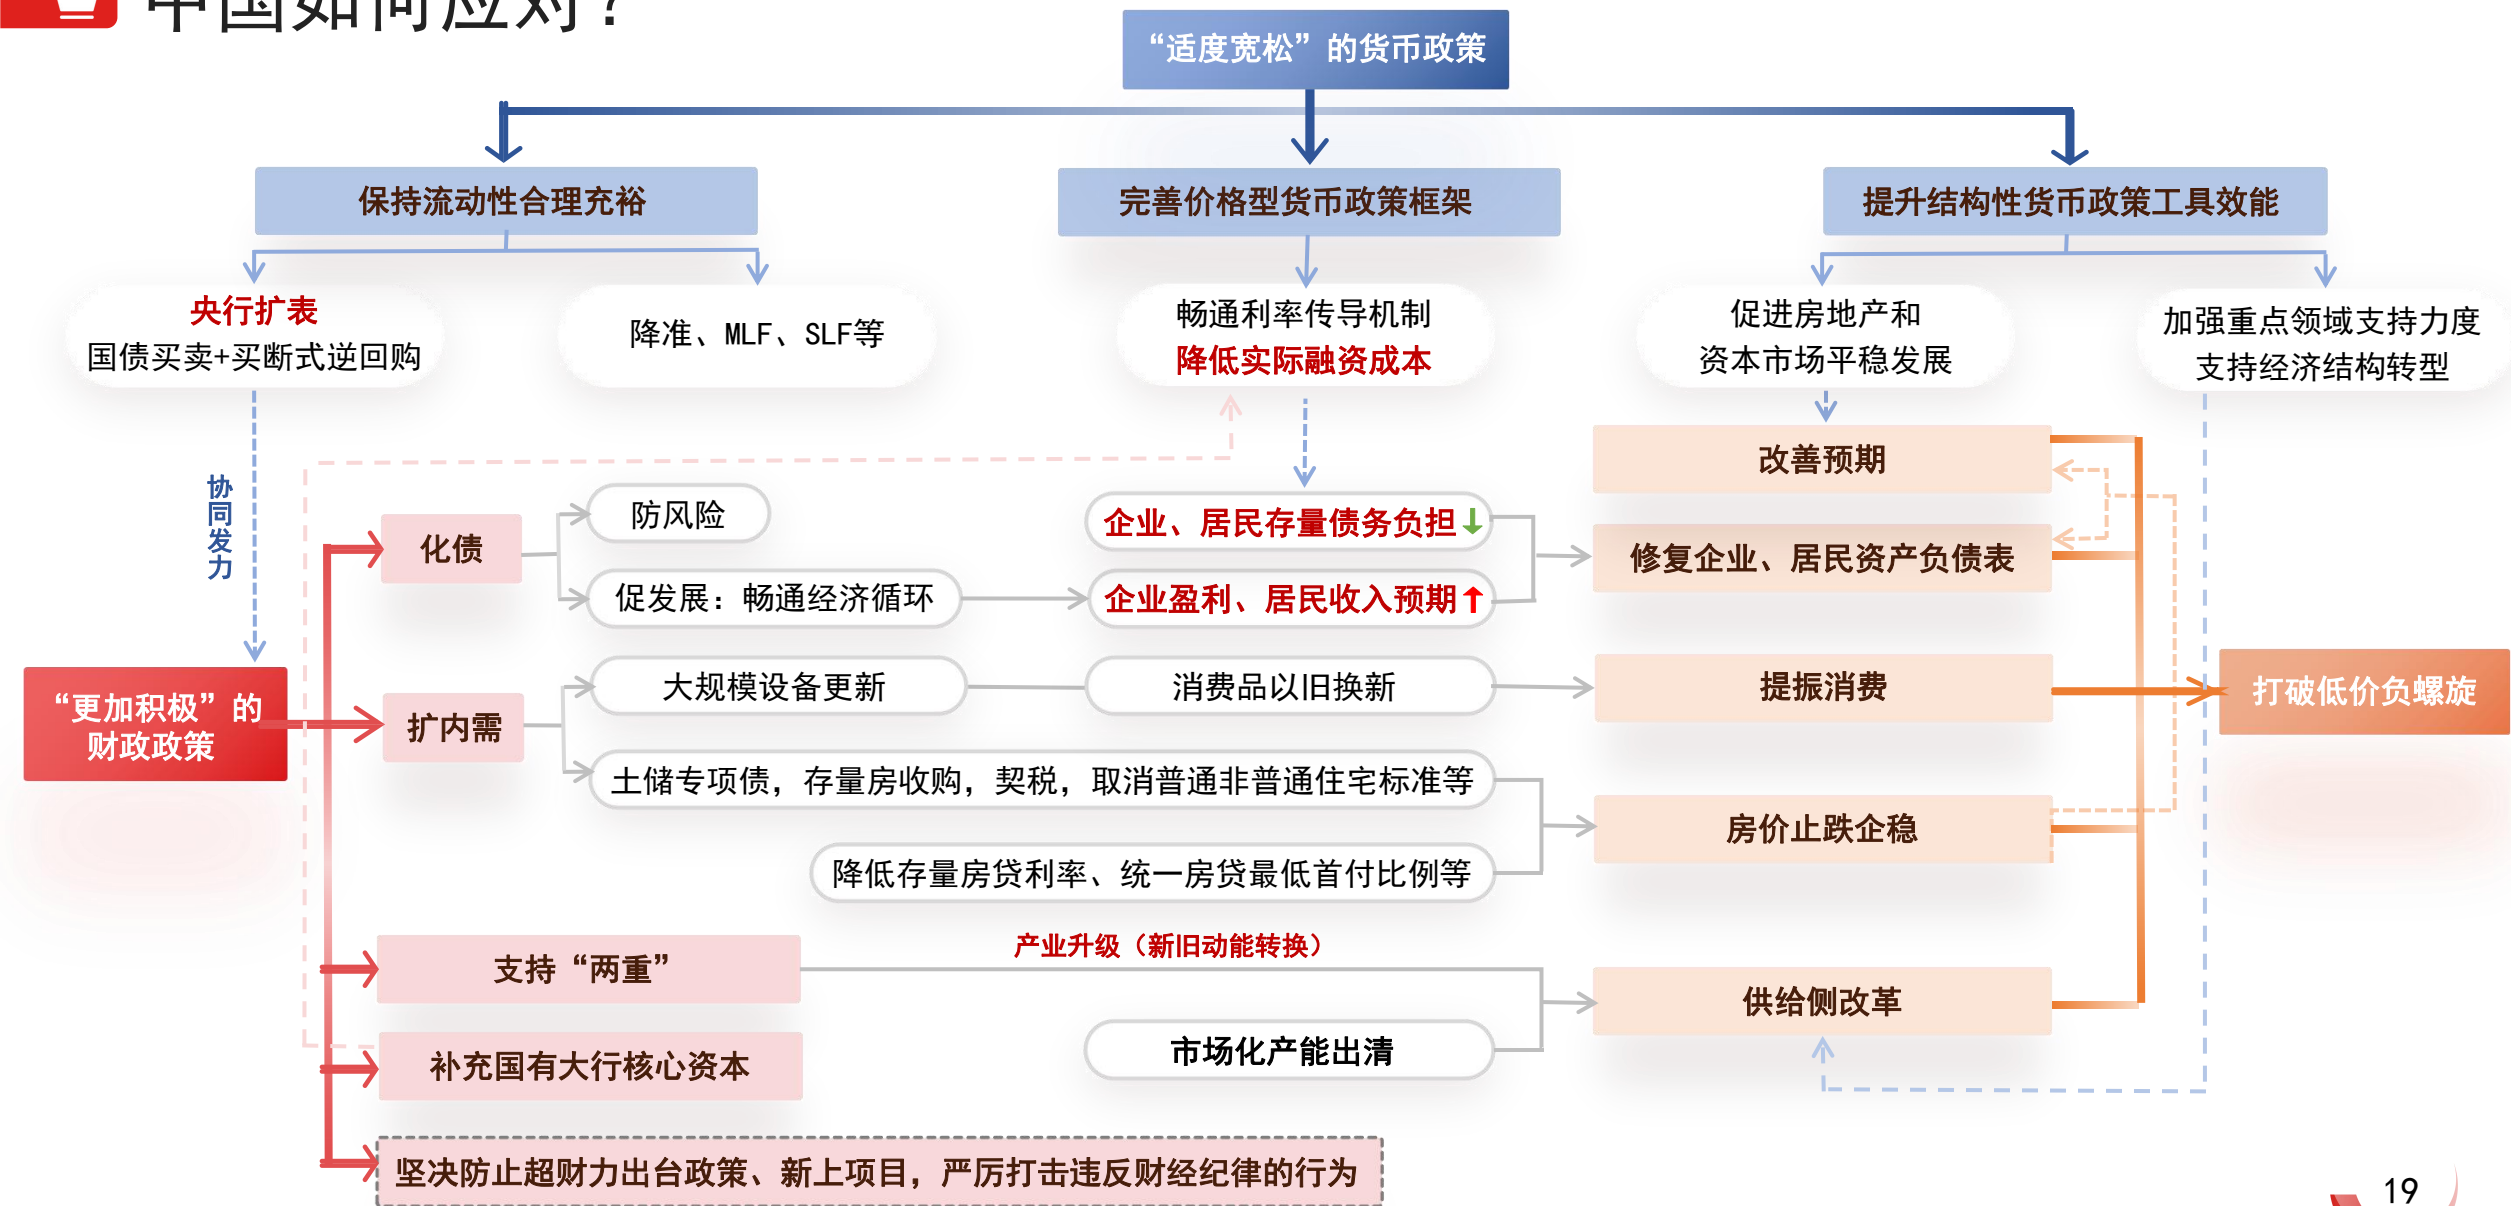 中国如何应对？
“适度宽松”的货币政策
保持流动性合理充裕
完善价格型货币政策框架
提升结构性货币政策工具效能
央行扩表
国债买卖+买断式逆回购
降准、MLF、SLF等
畅通利率传导机制
降低实际融资成本
促进房地产和
资本市场平稳发展
加强重点领域支持力度
支持经济结构转型
协同发力
改善预期
化债
防风险
企业、居民存量债务负担↓
修复企业、居民资产负债表
促发展：畅通经济循环
企业盈利、居民收入预期↑
“更加积极”的
财政政策
扩内需
大规模设备更新
消费品以旧换新
提振消费
打破低价负螺旋
土储专项债，存量房收购，契税，取消普通非普通住宅标准等
房价止跌企稳
降低存量房贷利率、统一房贷最低首付比例等
产业升级（新旧动能转换）
支持“两重”
供给侧改革
市场化产能出清
补充国有大行核心资本
坚决防止超财力出台政策、新上项目，严厉打击违反财经纪律的行为
19